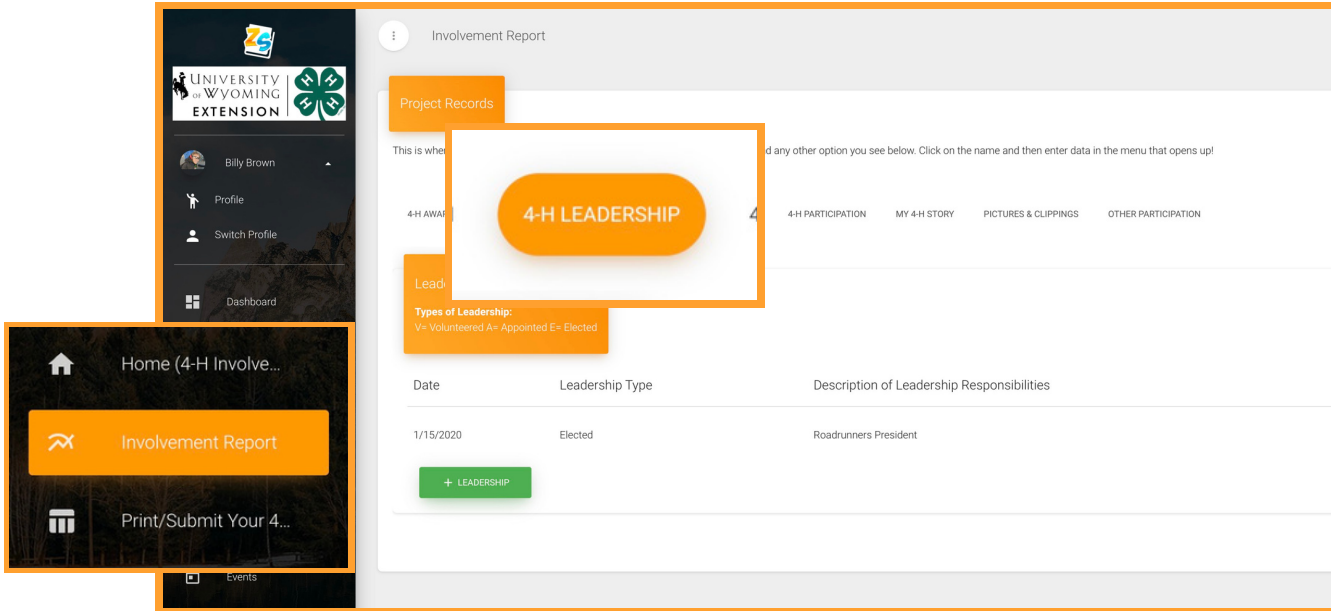 ZS
UNIVERSITY
OF WYOMING
EXTENSION
H H H H
Billy Brown
Profile
Switch Profile
Dashboard
Home (4-H Involve...
Involvement Report
Print/Submit Your 4...
Events
Involvement Report
Project Records
This is when d any other option you see below. Click on the name and then enter data in the menu that opens up!
4-H AWAR
4-H LEADERSHIP
4
4-H PARTICIPATION MY 4-H STORY PICTURES & CLIPPINGS OTHER PARTICIPATION
Lead
Types of Leadership:
V= Volunteered A= Appointed E= Elected
Date Leadership Type Description of Leadership Responsibilities
1/15/2020 Elected Roadrunners President
+ LEADERSHIP